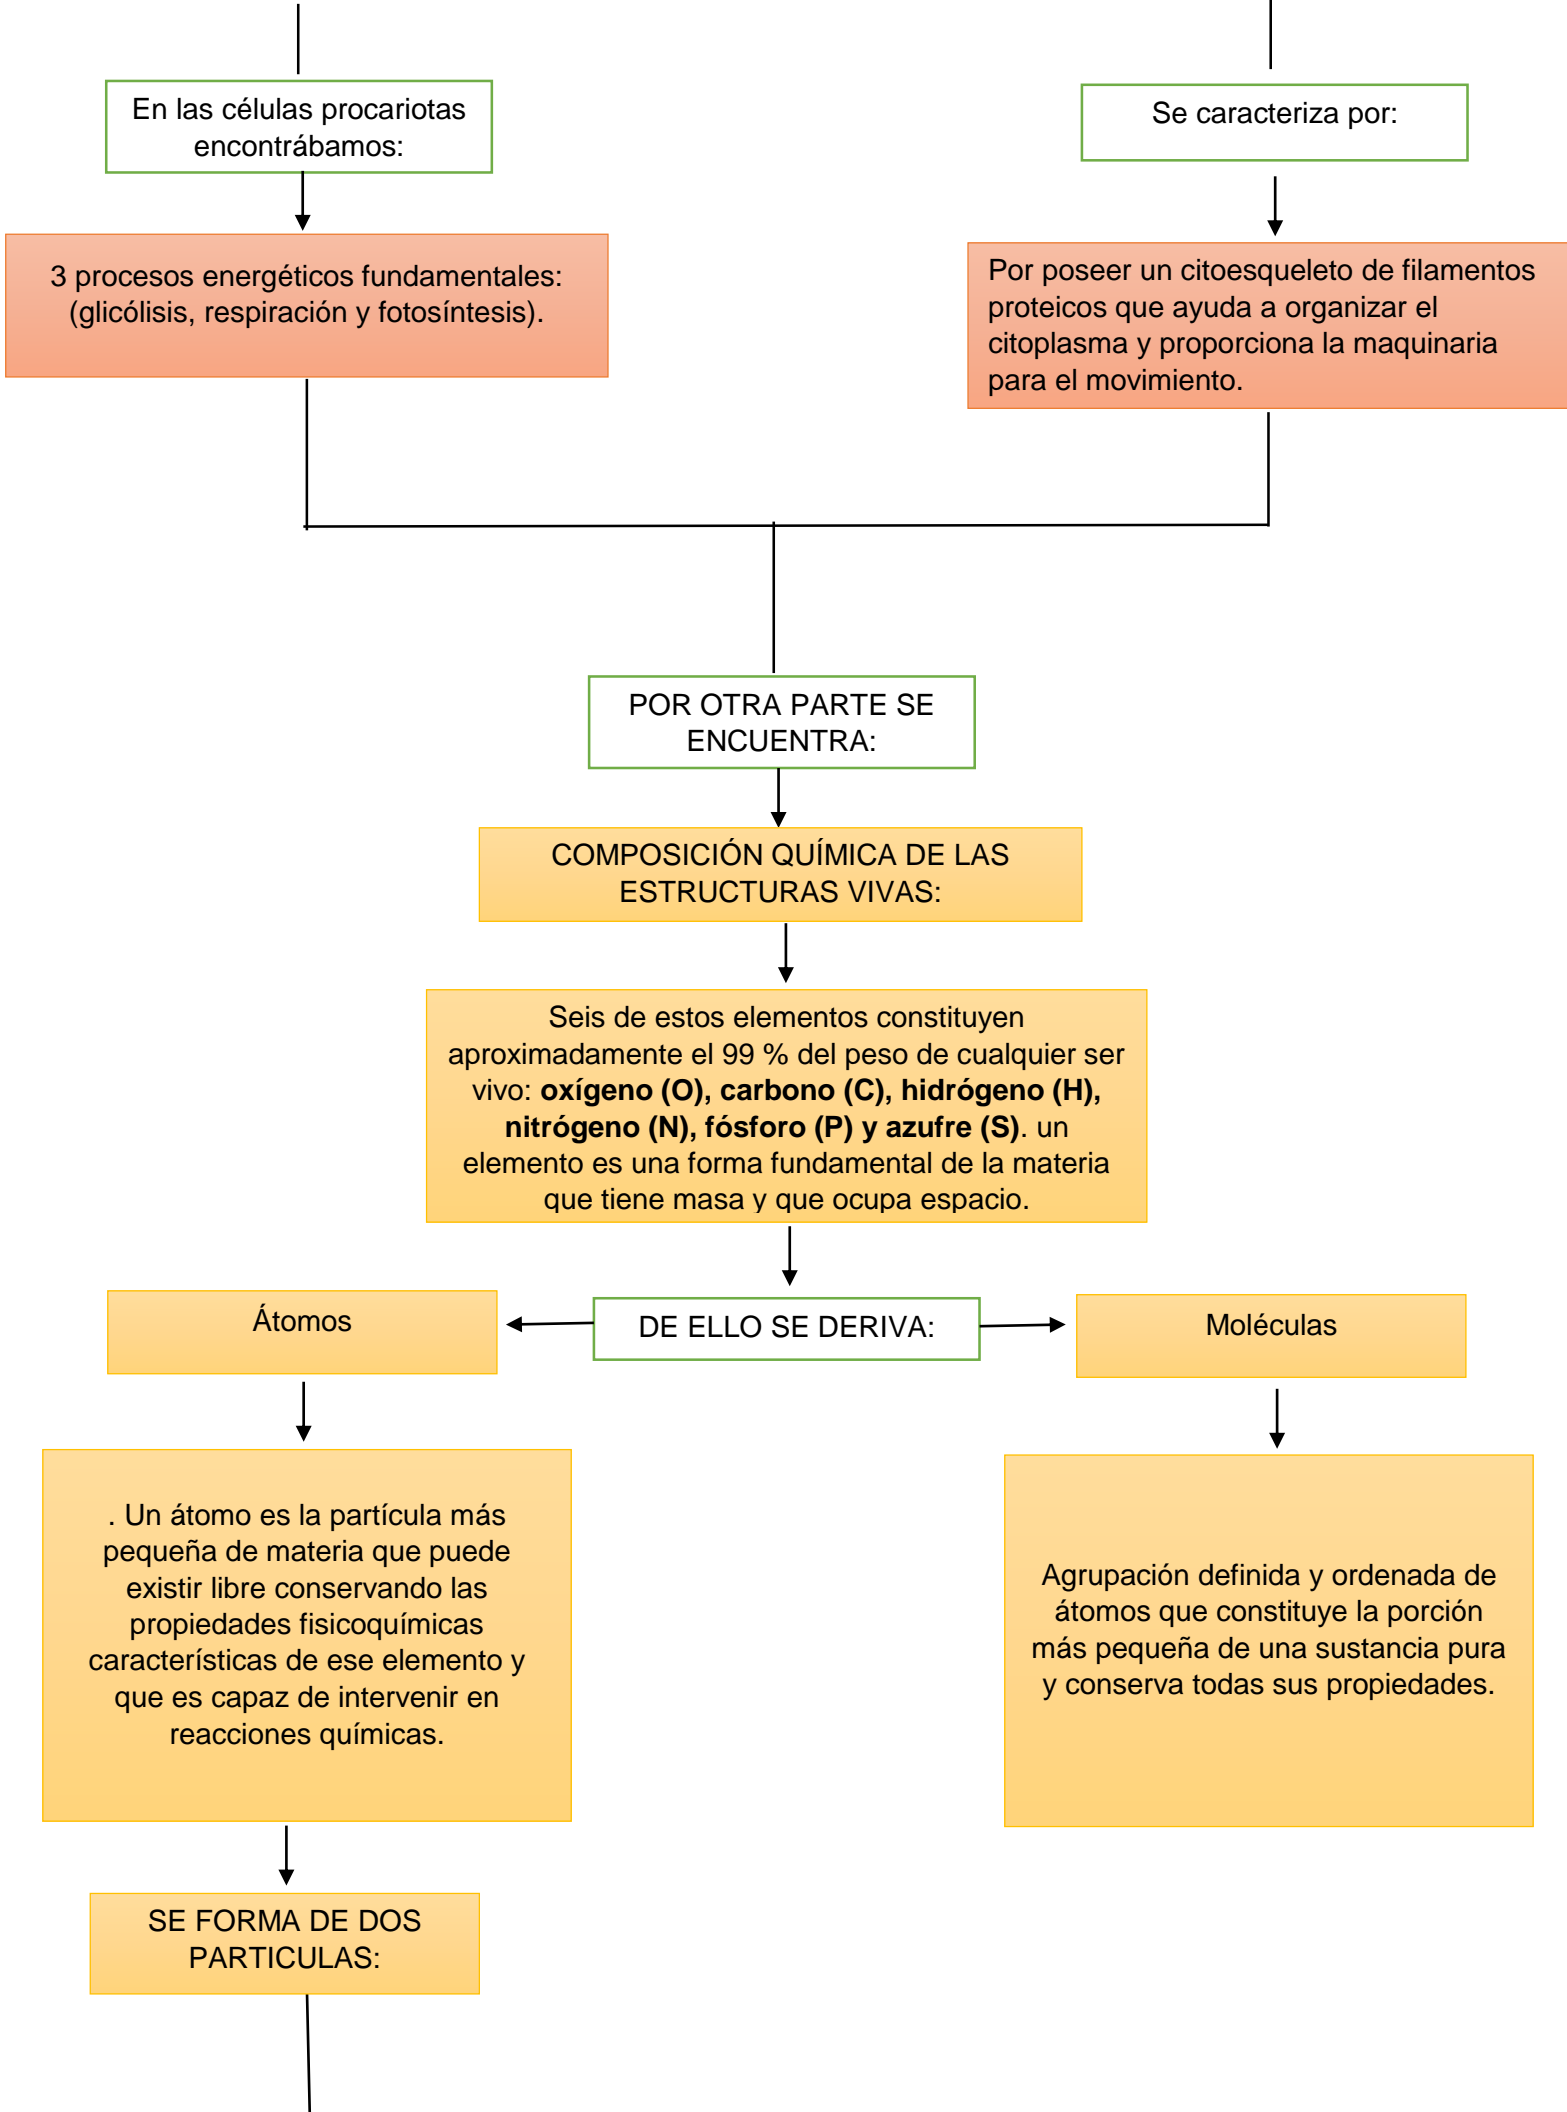 En las células procariotas
encontrábamos:
Se caracteriza por:
3 procesos energéticos fundamentales:
(glicólisis, respiración y fotosíntesis).
Por poseer un citoesqueleto de filamentos
proteicos que ayuda a organizar el
citoplasma y proporciona la maquinaria
para el movimiento.
POR OTRA PARTE SE
ENCUENTRA:
COMPOSICIÓN QUÍMICA DE LAS
ESTRUCTURAS VIVAS:
Seis de estos elementos constituyen
aproximadamente el 99 % del peso de cualquier ser
vivo: oxígeno (O), carbono (C), hidrógeno (H),
nitrógeno (N), fósforo (P) y azufre (S). un
elemento es una forma fundamental de la materia
que tiene masa y que ocupa espacio.
Átomos
DE ELLO SE DERIVA:
Moléculas
. Un átomo es la partícula más
pequeña de materia que puede
existir libre conservando las
propiedades fisicoquímicas
características de ese elemento y
que es capaz de intervenir en
reacciones químicas.
Agrupación definida y ordenada de
átomos que constituye la porción
más pequeña de una sustancia pura
y conserva todas sus propiedades.
SE FORMA DE DOS
PARTICULAS: